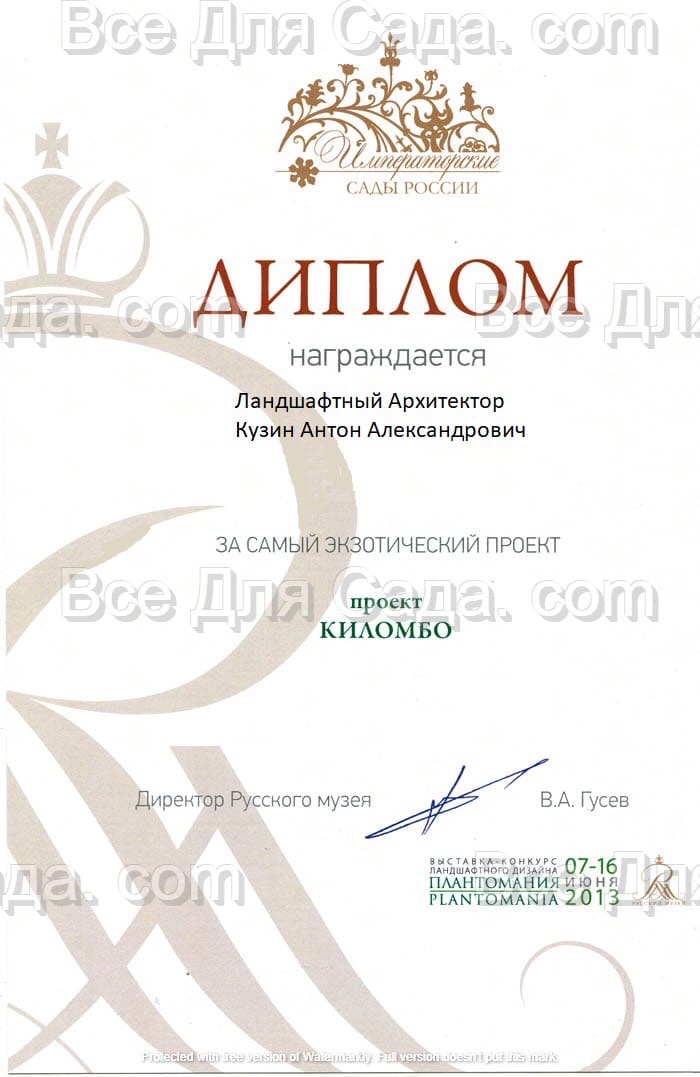 Все Для Сада. com
Императорские
САДЫ РОССИИ
ДИПЛОМ
Сада. com
Все Для
награждается
Ландшафтный Архитектор
Кузин Антон Александрович
ЗА САМЫЙ ЭКЗОТИЧЕСКИЙ ПРОЕКТ
Все Для Сада. com
проект
КИЛОМБО
Директор Русского музея
В.А. Гусев
ВЫСТАВКА-КОНКУРС
ЛАНДШАФТНОГО ДИЗАЙНА
ПЛАНТОМАНИЯ
PLANTOMANIA
07-16
ИЮНЯ
2013
РУССКИЙ МУЗЕЙ
Сада. com
Все Для
Protected with free version of Watermarkly. Full version doesn't put this mark.